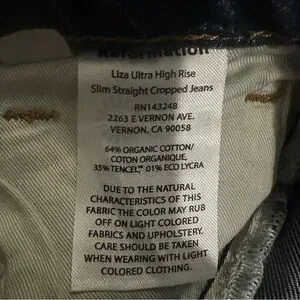 Reformation
Liza Ultra High Rise
Slim Straight Cropped Jeans
RN143248
2263 E VERNON AVE,
VERNON, CA 90058
64% ORGANIC COTTON/
COTON ORGANIQUE,
35% TENCEL™ 01% ECO LYCRA
DUE TO THE NATURAL
CHARACTERISTICS OF THIS
FABRIC THE COLOR MAY RUB
OFF ON LIGHT COLORED
FABRICS AND UPHOLSTERY.
CARE SHOULD BE TAKEN
WHEN WEARING WITH LIGHT
COLORED CLOTHING.